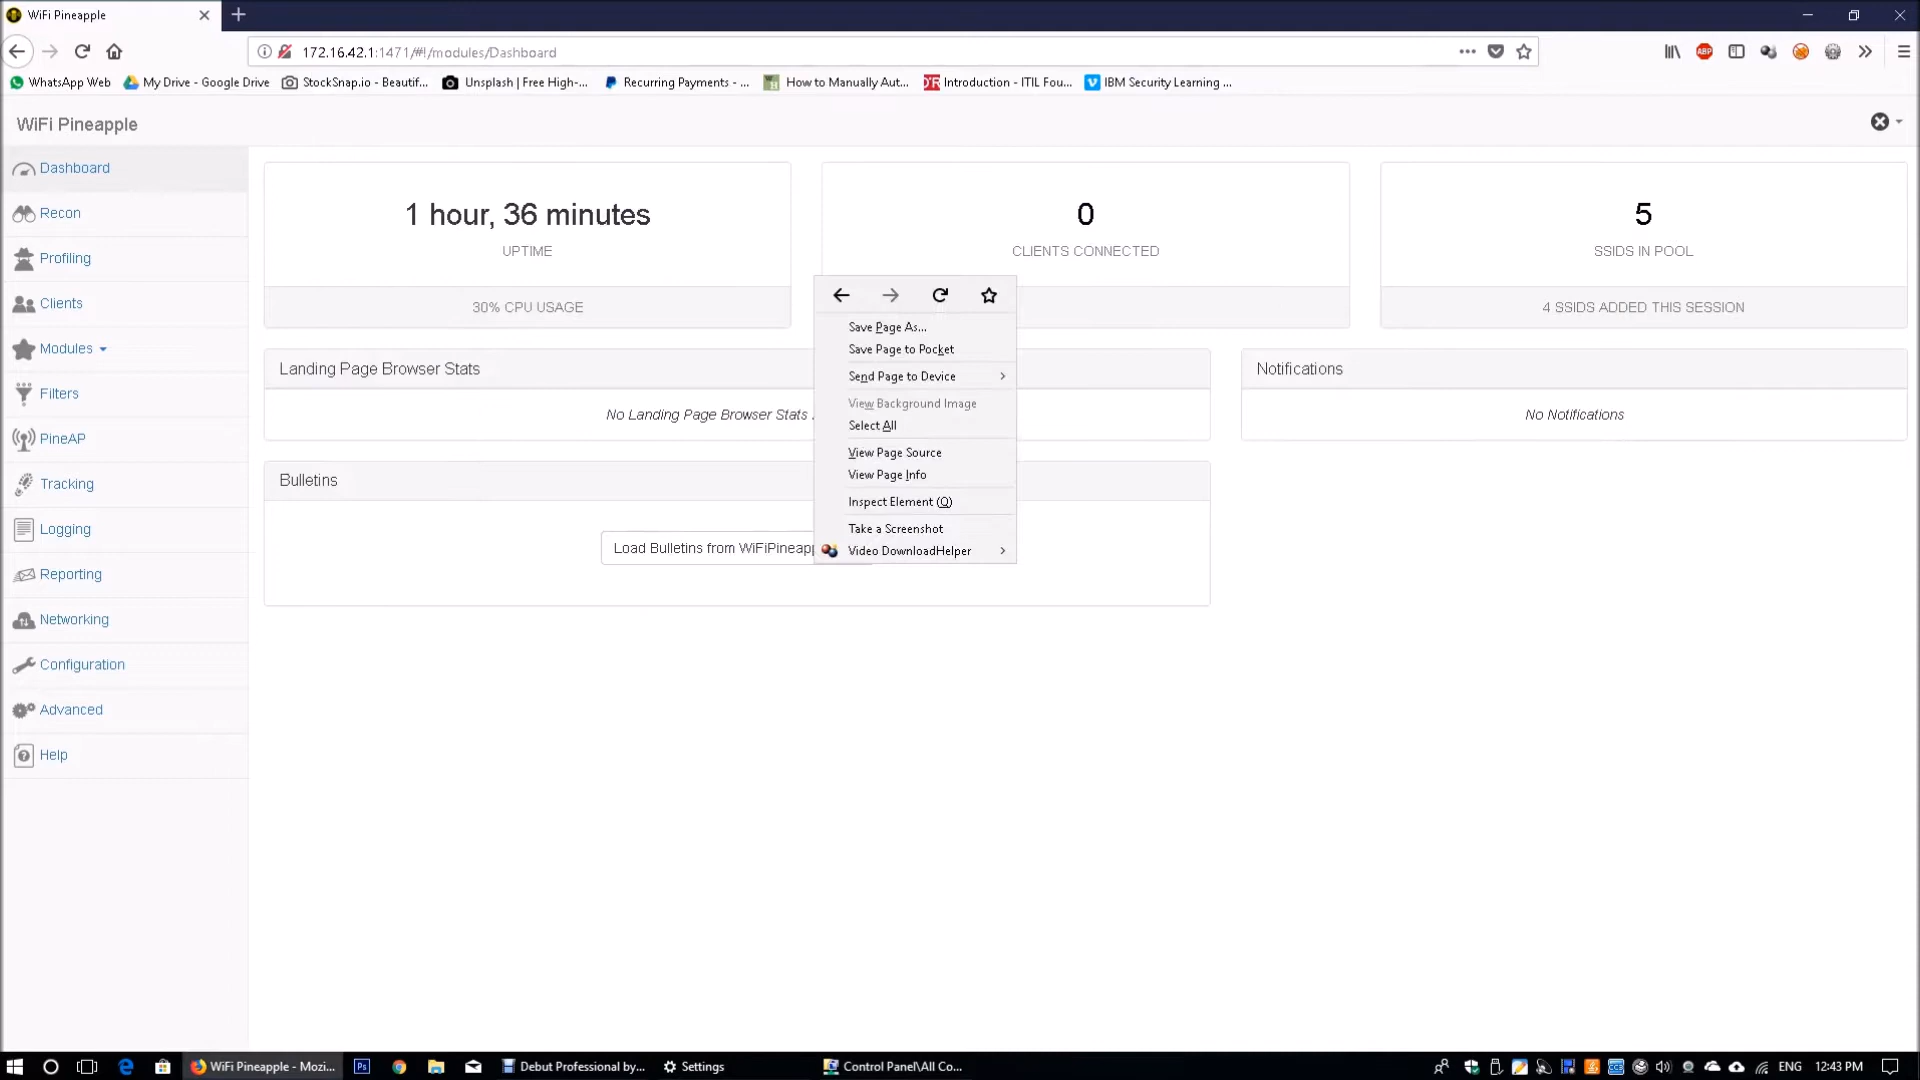 WiFi Pineapple
172.16.42.1:1471/#!/modules/Dashboard
WhatsApp Web
My Drive - Google Drive
StockSnap.io - Beautif...
Unsplash | Free High-...
Recurring Payments - ...
How to Manually Aut...
Introduction - ITIL Fou...
IBM Security Learning ...
WiFi Pineapple
Dashboard
Recon
Profiling
Clients
Modules
Filters
PineAP
Tracking
Logging
Reporting
Networking
Configuration
Advanced
Help
1 hour, 36 minutes
UPTIME
30% CPU USAGE
0
CLIENTS CONNECTED
5
SSIDS IN POOL
4 SSIDS ADDED THIS SESSION
Landing Page Browser Stats
No Landing Page Browser Stats
Notifications
No Notifications
Bulletins
Load Bulletins from WiFiPineapp
Save Page As...
Save Page to Pocket
Send Page to Device
View Background Image
Select All
View Page Source
View Page Info
Inspect Element (Q)
Take a Screenshot
Video DownloadHelper
WiFi Pineapple - Mozi...
Debut Professional by...
Settings
Control Panel\All Co...
ENG
12:43 PM